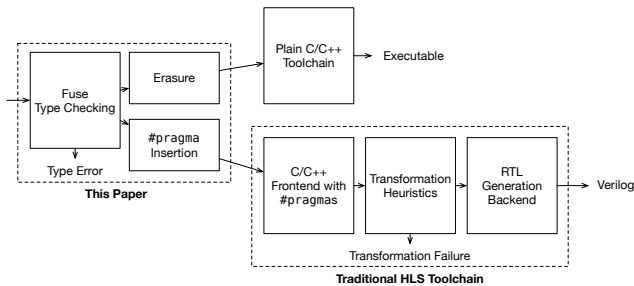 Fuse
Type Checking
Erasure
#pragma
Insertion
Type Error
This Paper
Plain C/C++
Toolchain
Executable
C/C++
Frontend with
#pragmas
Transformation
Heuristics
RTL
Generation
Backend
Verilog
Transformation Failure
Traditional HLS Toolchain